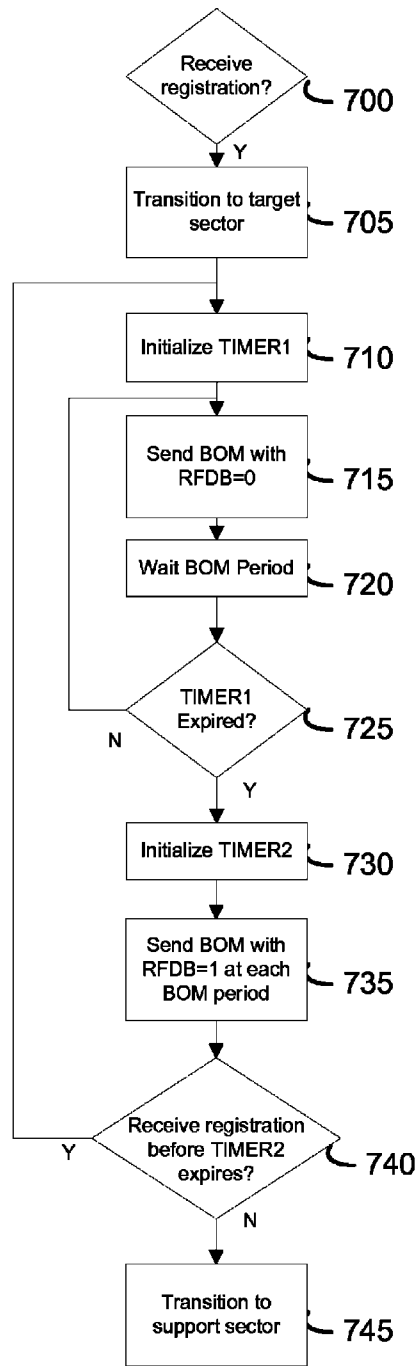 Receive
registration?
700
Y
Transition to target
sector
705
Initialize TIMER1
710
Send BOM with
RFDB=0
715
Wait BOM Period
720
TIMER1
Expired?
725
N
Y
Initialize TIMER2
730
Send BOM with
RFDB=1 at each
BOM period
735
Receive registration
before TIMER2
expires?
740
Y
N
Transition to
support sector
745